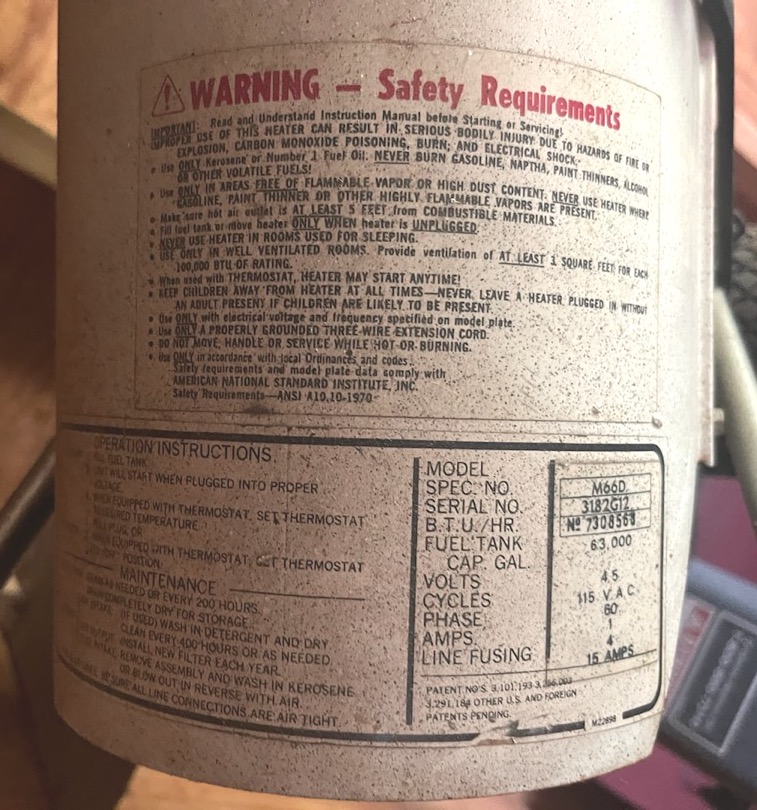 WARNING — Safety Requirements
IMPORTANT: Read and Understand Instruction Manual before Starting or Servicing!
IMPROPER USE OF THIS HEATER CAN RESULT IN SERIOUS BODILY INJURY DUE TO HAZARDS OF FIRE OR
EXPLOSION, CARBON MONOXIDE POISONING, BURN, AND ELECTRICAL SHOCK.
• Use ONLY Kerosene or Number 1 Fuel Oil. NEVER BURN GASOLINE, NAPTHA, PAINT THINNERS, ALCOHOL
OR OTHER VOLATILE FUELS!
• Use ONLY IN AREAS FREE OF FLAMMABLE VAPOR OR HIGH DUST CONTENT. NEVER USE HEATER WHERE
GASOLINE, PAINT THINNER OR OTHER HIGHLY FLAMMABLE VAPORS ARE PRESENT.
• Make sure hot air outlet is AT LEAST 5 FEET from COMBUSTIBLE MATERIALS.
• Fill fuel tank or move heater ONLY WHEN heater is UNPLUGGED.
• NEVER USE HEATER IN ROOMS USED FOR SLEEPING.
• USE ONLY IN WELL VENTILATED ROOMS. Provide ventilation of AT LEAST 1 SQUARE FEET FOR EACH
100,000 BTU OF RATING.
• When used with THERMOSTAT, HEATER MAY START ANYTIME!
• KEEP CHILDREN AWAY FROM HEATER AT ALL TIMES—NEVER LEAVE A HEATER PLUGGED IN WITHOUT
AN ADULT PRESENT IF CHILDREN ARE LIKELY TO BE PRESENT.
• Use ONLY with electrical voltage and frequency specified on model plate.
• Use ONLY A PROPERLY GROUNDED THREE-WIRE EXTENSION CORD.
• DO NOT MOVE, HANDLE OR SERVICE WHILE HOT OR BURNING.
• Use ONLY in accordance with local Ordinances and codes.
Safety requirements and model plate data comply with
AMERICAN NATIONAL STANDARD INSTITUTE, INC.
Safety Requirements—ANSI A10.10-1970
OPERATION INSTRUCTIONS
FUEL TANK
UNIT WILL START WHEN PLUGGED INTO PROPER
VOLTAGE.
WHEN EQUIPPED WITH THERMOSTAT, SET THERMOSTAT
TEMPERATURE.
PLUG, OR
WHEN EQUIPPED WITH THERMOSTAT, SET THERMOSTAT
POSITION.
MAINTENANCE
AS NEEDED OR EVERY 200 HOURS.
COMPLETELY DRY FOR STORAGE.
(IF USED) WASH IN DETERGENT AND DRY
CLEAN EVERY 400 HOURS OR AS NEEDED.
INSTALL NEW FILTER EACH YEAR.
REMOVE ASSEMBLY AND WASH IN KEROSENE
OR BLOW OUT IN REVERSE WITH AIR.
BE SURE ALL LINE CONNECTIONS ARE AIR TIGHT.
MODEL M66D
SPEC. NO. 3182G12
SERIAL NO. Nº 7308568
B.T.U./HR. 63,000
FUEL TANK
CAP. GAL. 4.5
VOLTS 115 V A C
CYCLES 60
PHASE 1
AMPS. 4
LINE FUSING 15 AMPS
PATENT NO'S. 3,101,193 3,256,003
3,291,184 OTHER U.S. AND FOREIGN
PATENTS PENDING.
M22898